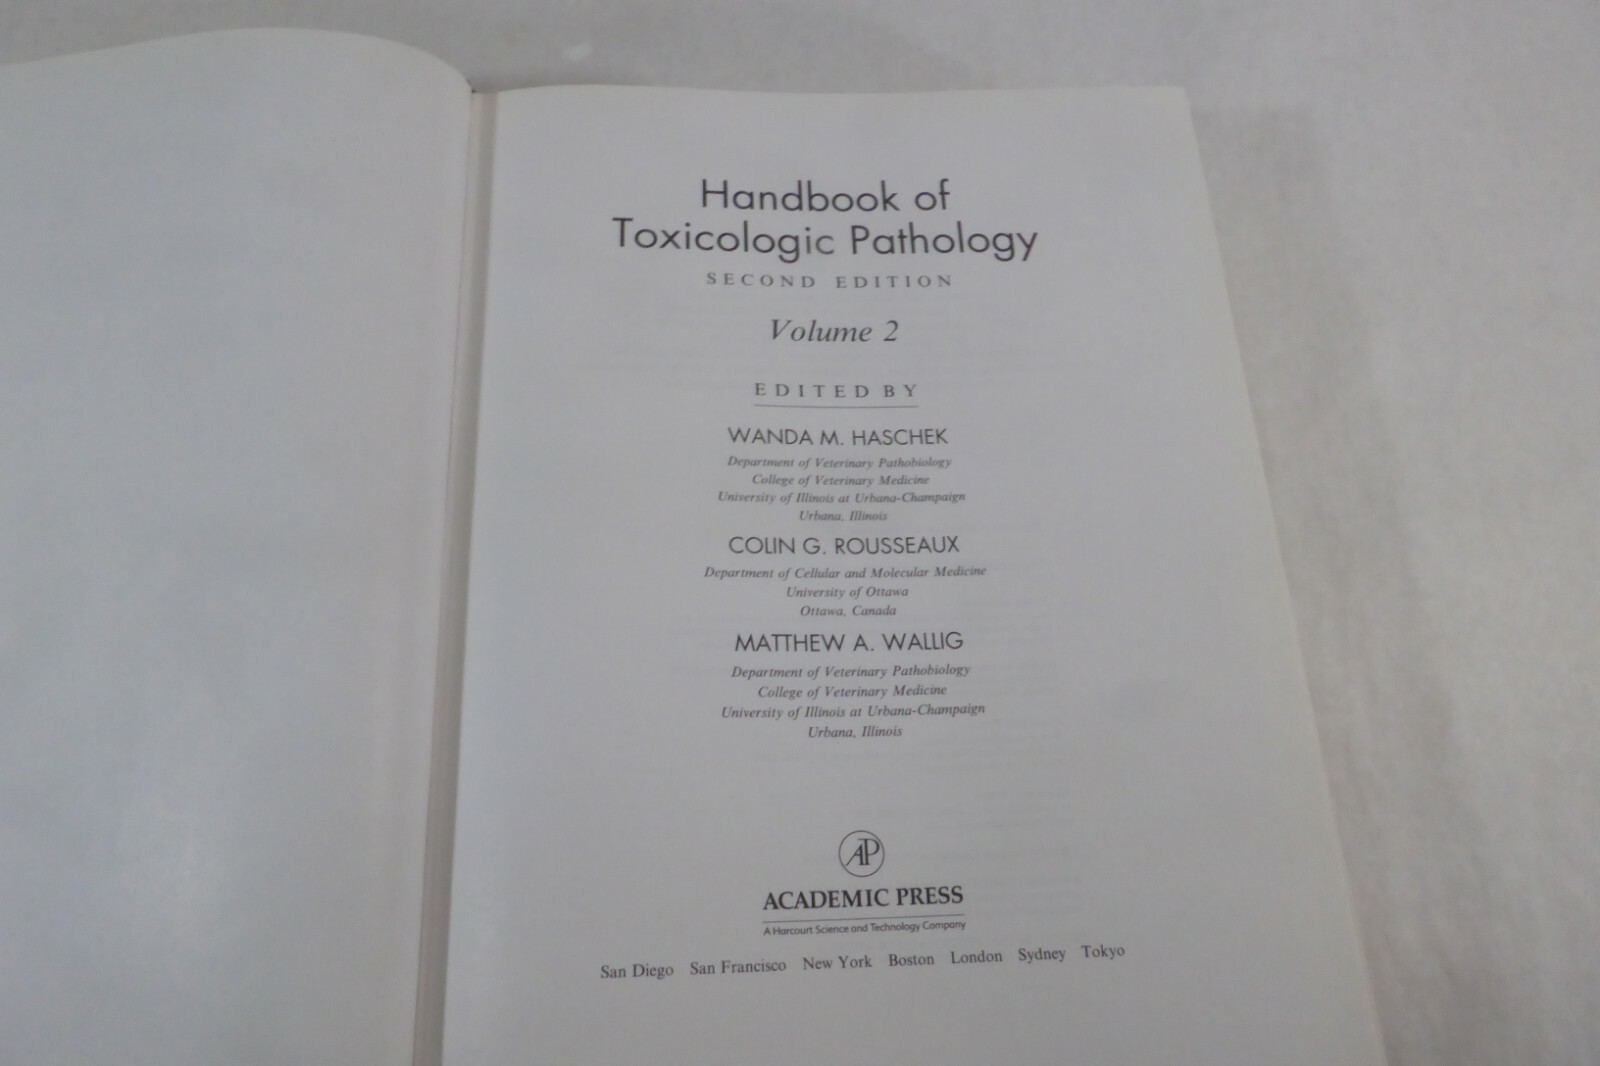 Handbook of
Toxicologic Pathology
SECOND EDITION
Volume 2
EDITED BY
WANDA M. HASCHEK
Department of Veterinary Pathobiology
College of Veterinary Medicine
University of Illinois at Urbana-Champaign
Urbana, Illinois
COLIN G. ROUSSEAUX
Department of Cellular and Molecular Medicine
University of Ottawa
Ottawa, Canada
MATTHEW A. WALLIG
Department of Veterinary Pathobiology
College of Veterinary Medicine
University of Illinois at Urbana-Champaign
Urbana, Illinois
AP
ACADEMIC PRESS
A Harcourt Science and Technology Company
San Diego San Francisco New York Boston London Sydney Tokyo